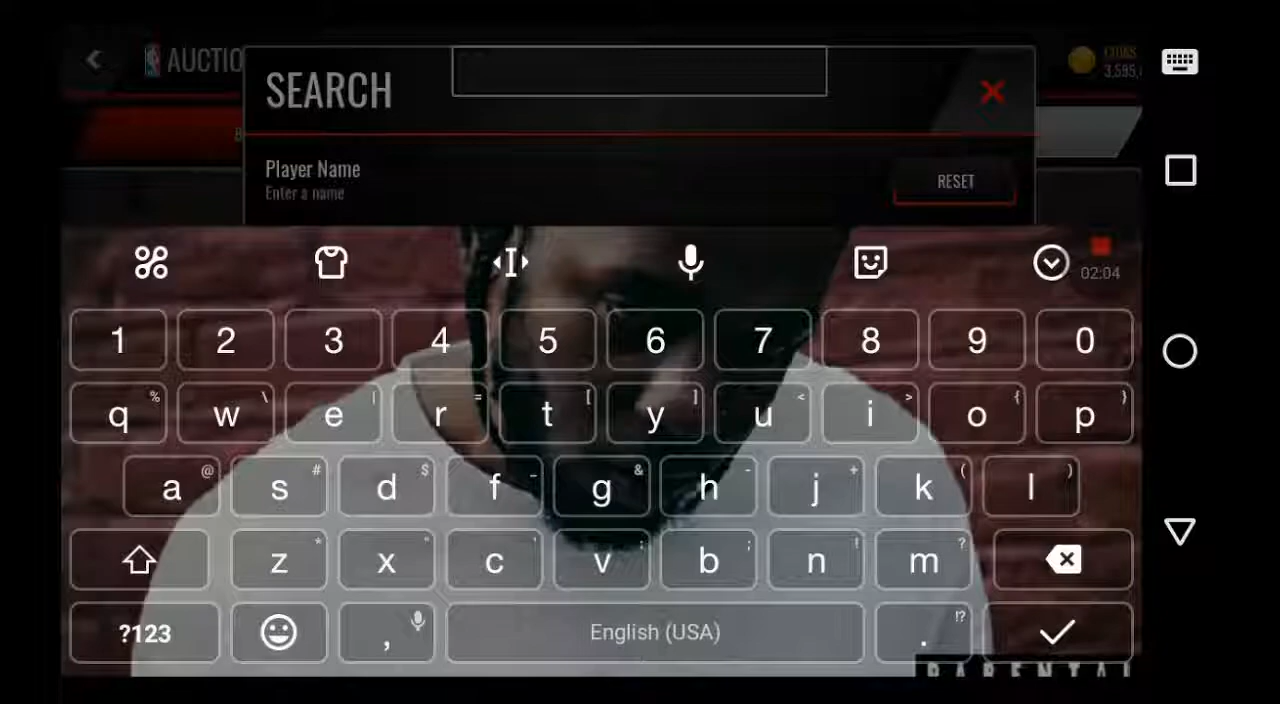 AUCTIO
COINS
3,595,
SEARCH
B
Player Name
Enter a name
RESET
02:04
1 2 3 4 5 6 7 8 9 0
% \ | = [ ] < > { }
q w e r t y u i o p
@ # $ _ & - + ( )
a s d f g h j k l
* " ' : ; ! ?
z x c v b n m
?123 , English (USA) . !?
PARENTAL